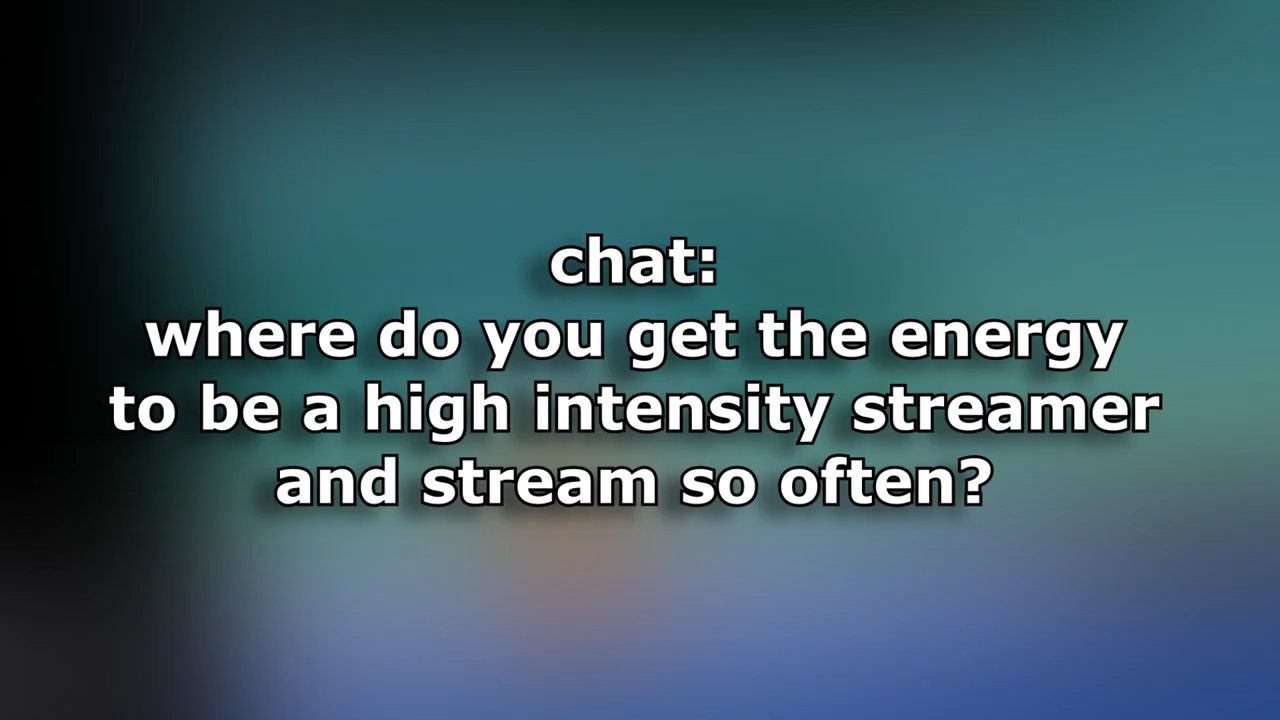 chat:
where do you get the energy
to be a high intensity streamer
and stream so often?